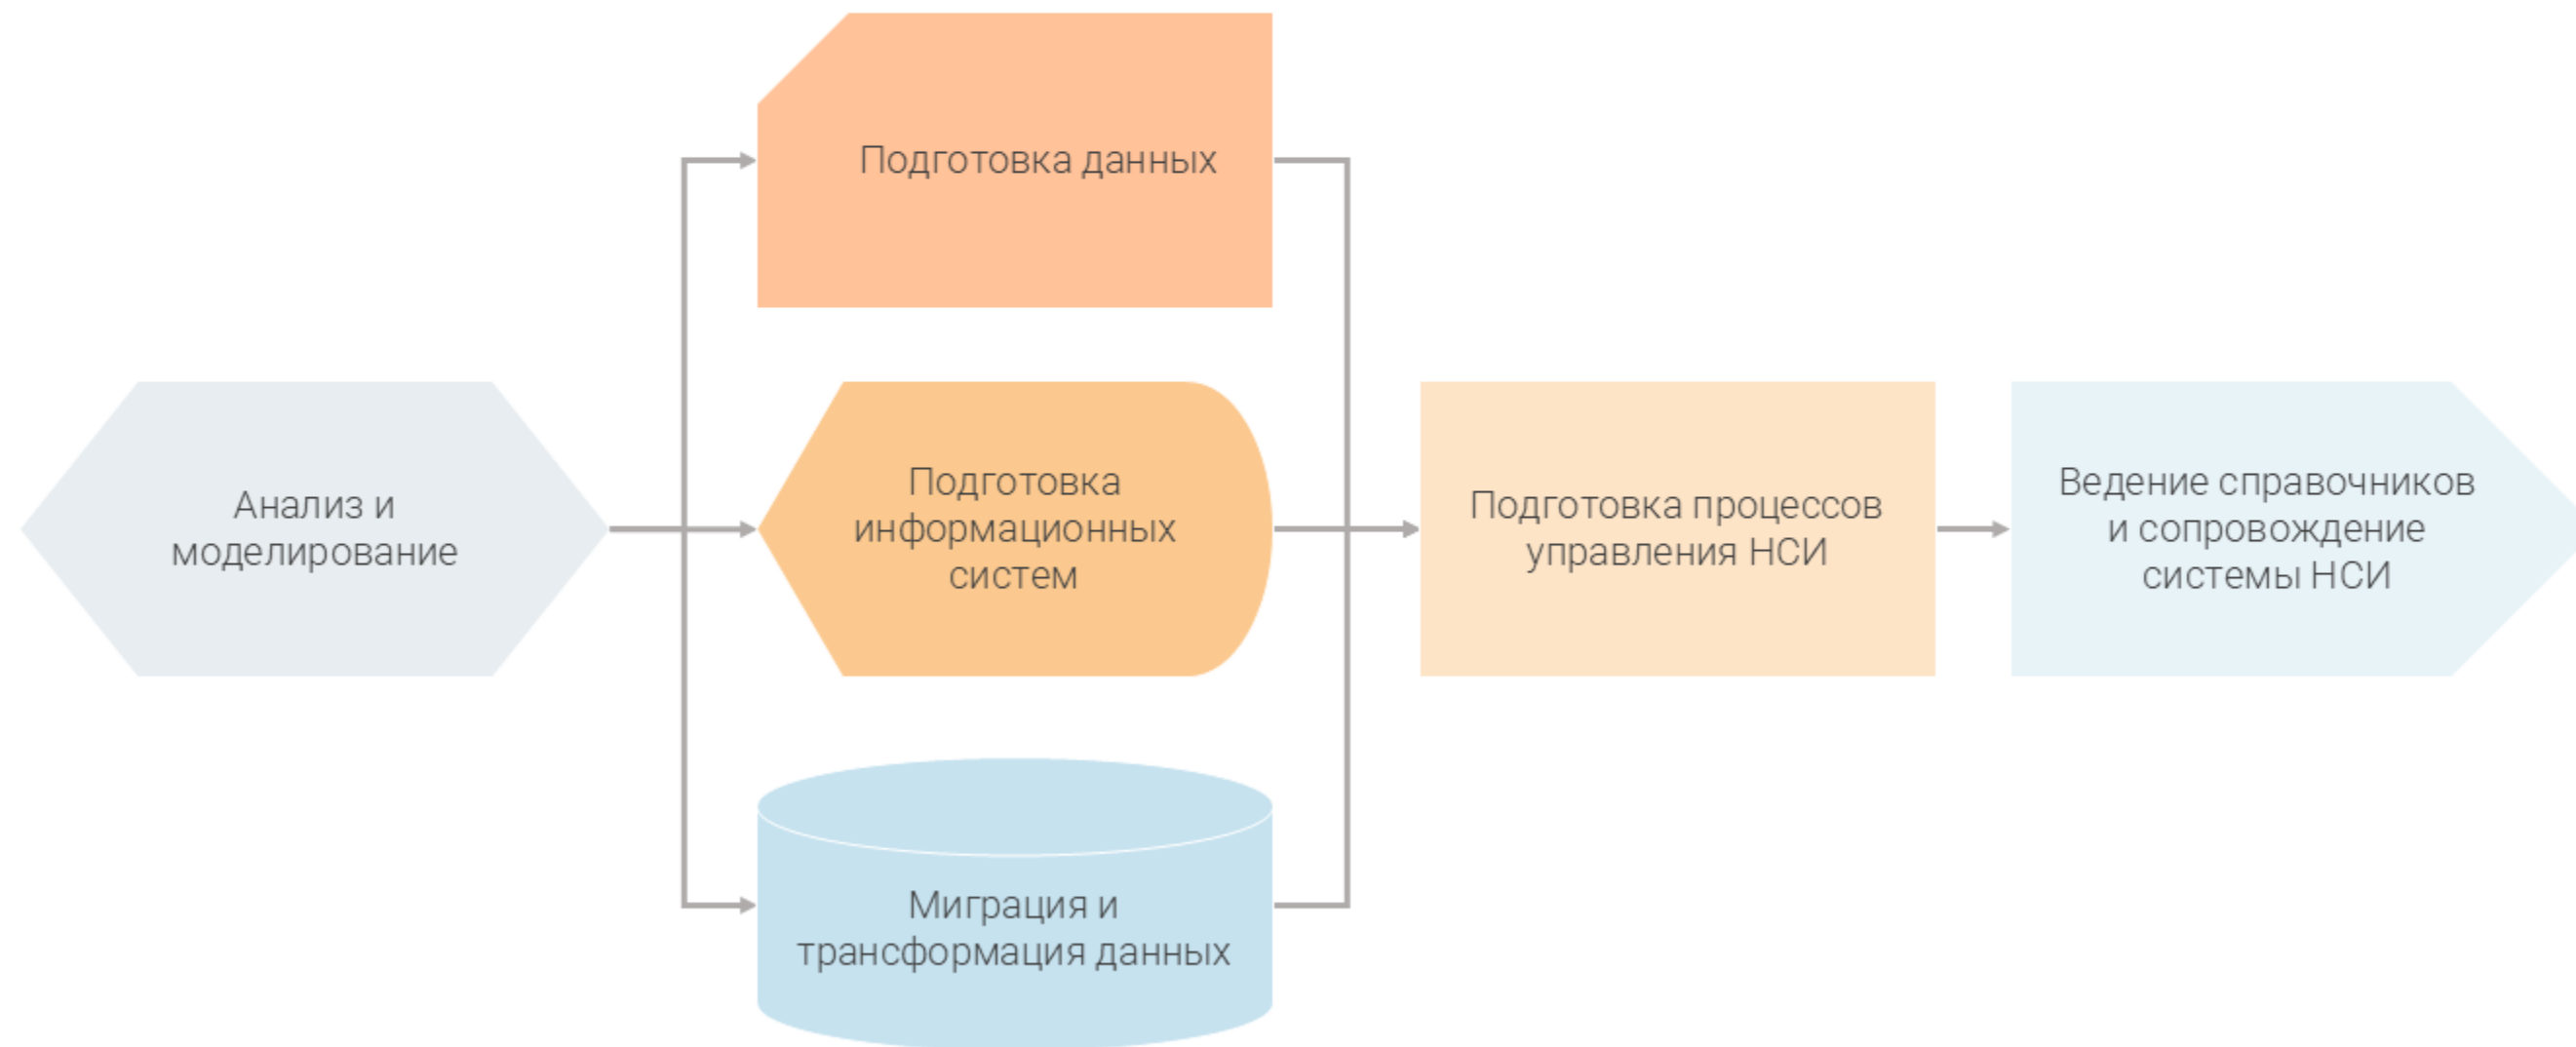 Анализ и
моделирование
Подготовка данных
Подготовка
информационных
систем
Миграция и
трансформация данных
Подготовка процессов
управления НСИ
Ведение справочников
и сопровождение
системы НСИ